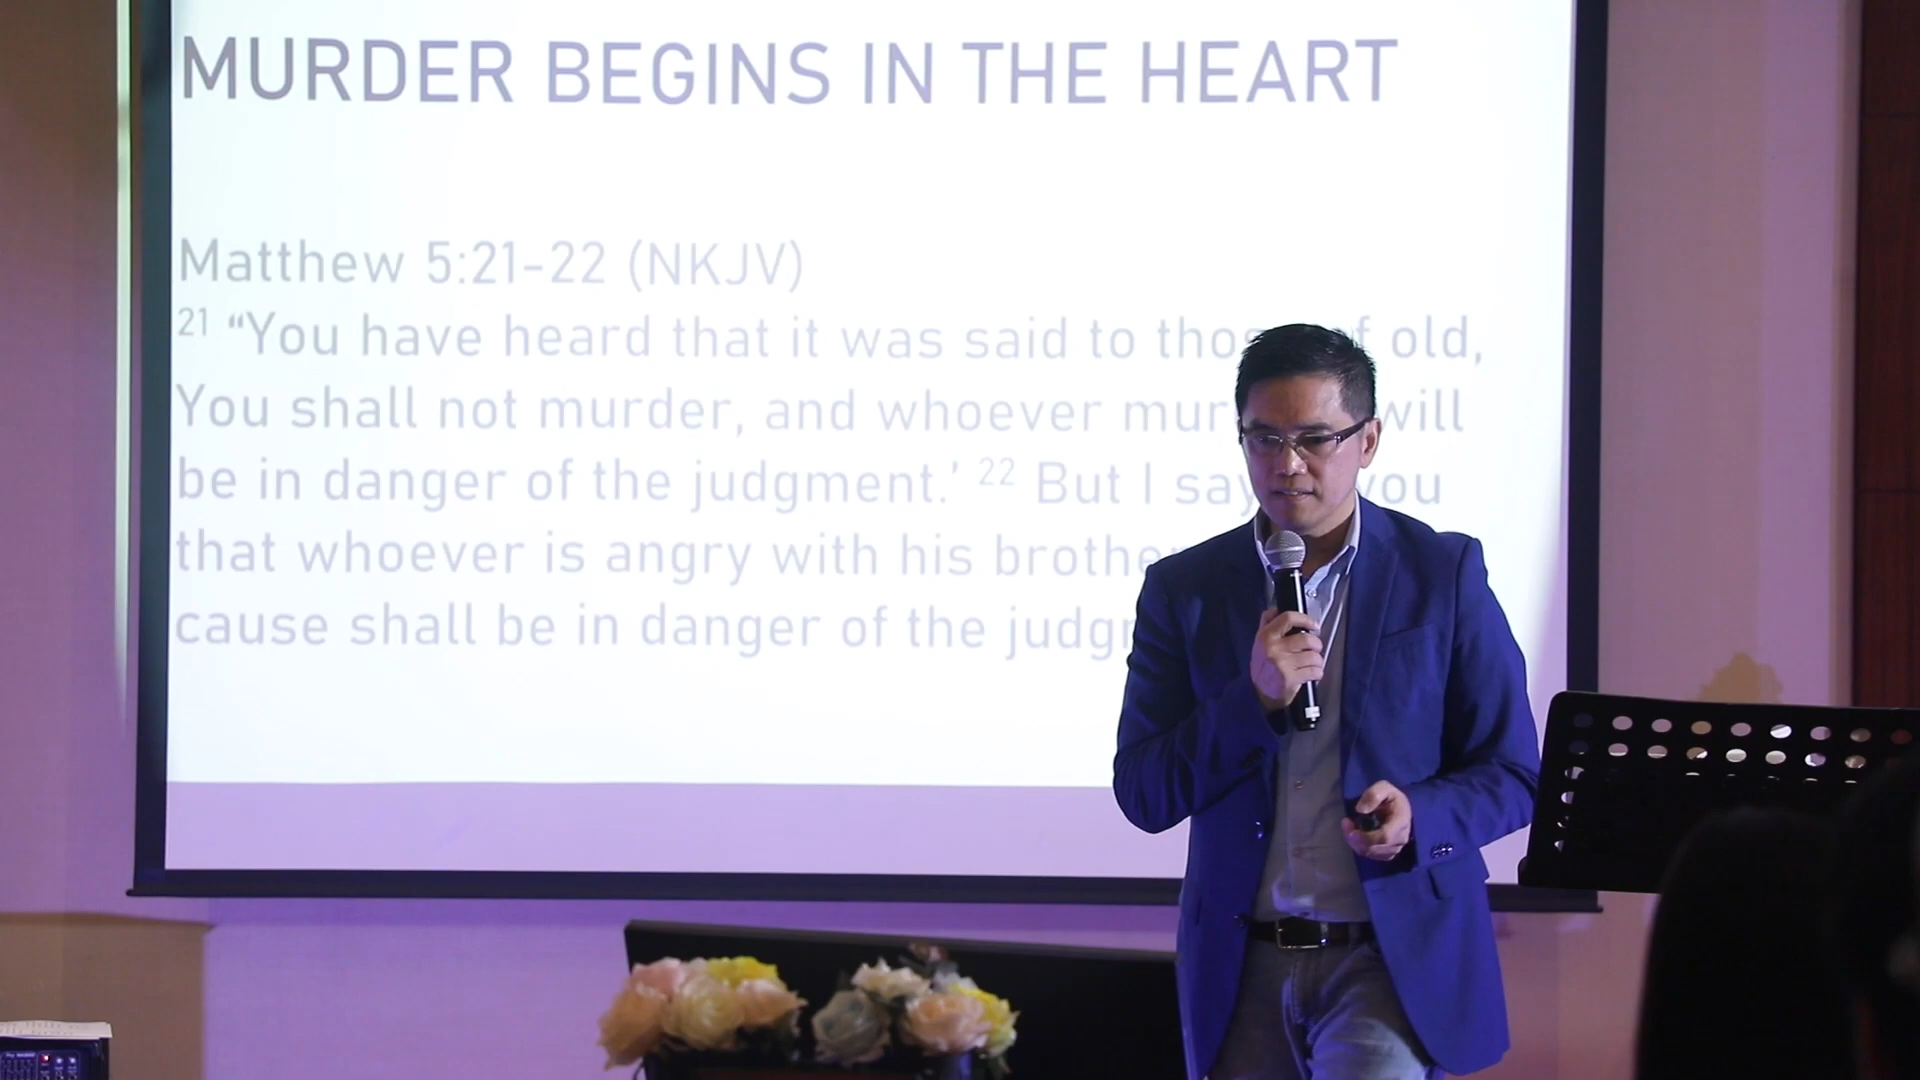 MURDER BEGINS IN THE HEART
Matthew 5:21-22 (NKJV)
21 “You have heard that it was said to those of old,
You shall not murder, and whoever will
be in danger of the judgment.’ 22 But I say you
that whoever is angry with his
cause shall be in danger of the